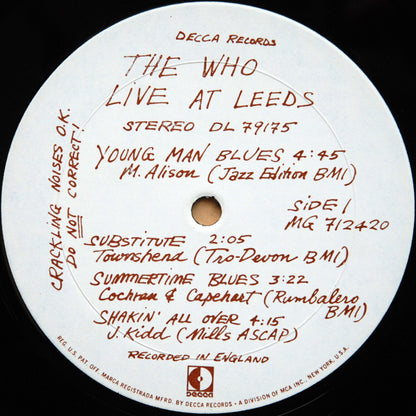 DECCA RECORDS
THE WHO
LIVE AT LEEDS
STEREO DL 79175
YOUNG MAN BLUES 4:45
M. Alison (Jazz Edition BMI)
SIDE 1
MG 712420
SUBSTITUTE 2:05
Townshend (Tro-Devon BMI)
SUMMERTIME BLUES 3:22
Cochran & Capehart (Rumbalero BMI)
SHAKIN' ALL OVER 4:15
J. Kidd (Mills ASCAP)
RECORDED IN ENGLAND
CRACKLING NOISES O.K.
DO NOT CORRECT!
DECCA
REG. U.S. PAT. OFF. MARCA REGISTRADA MFRD. BY DECCA RECORDS • A DIVISION OF MCA INC., NEW YORK, U.S.A.